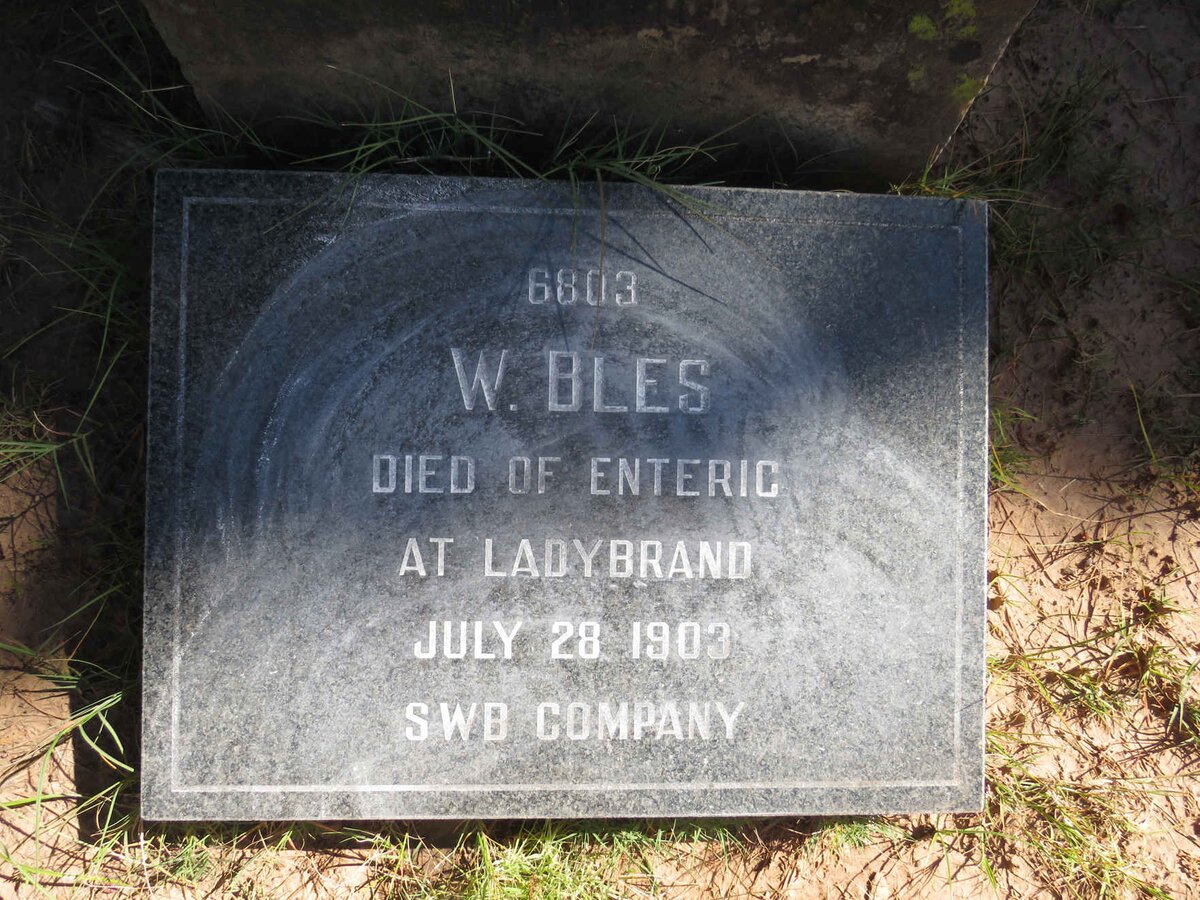 6803
W. BLES
DIED OF ENTERIC
AT LADYBRAND
JULY 28 1903
SWB COMPANY